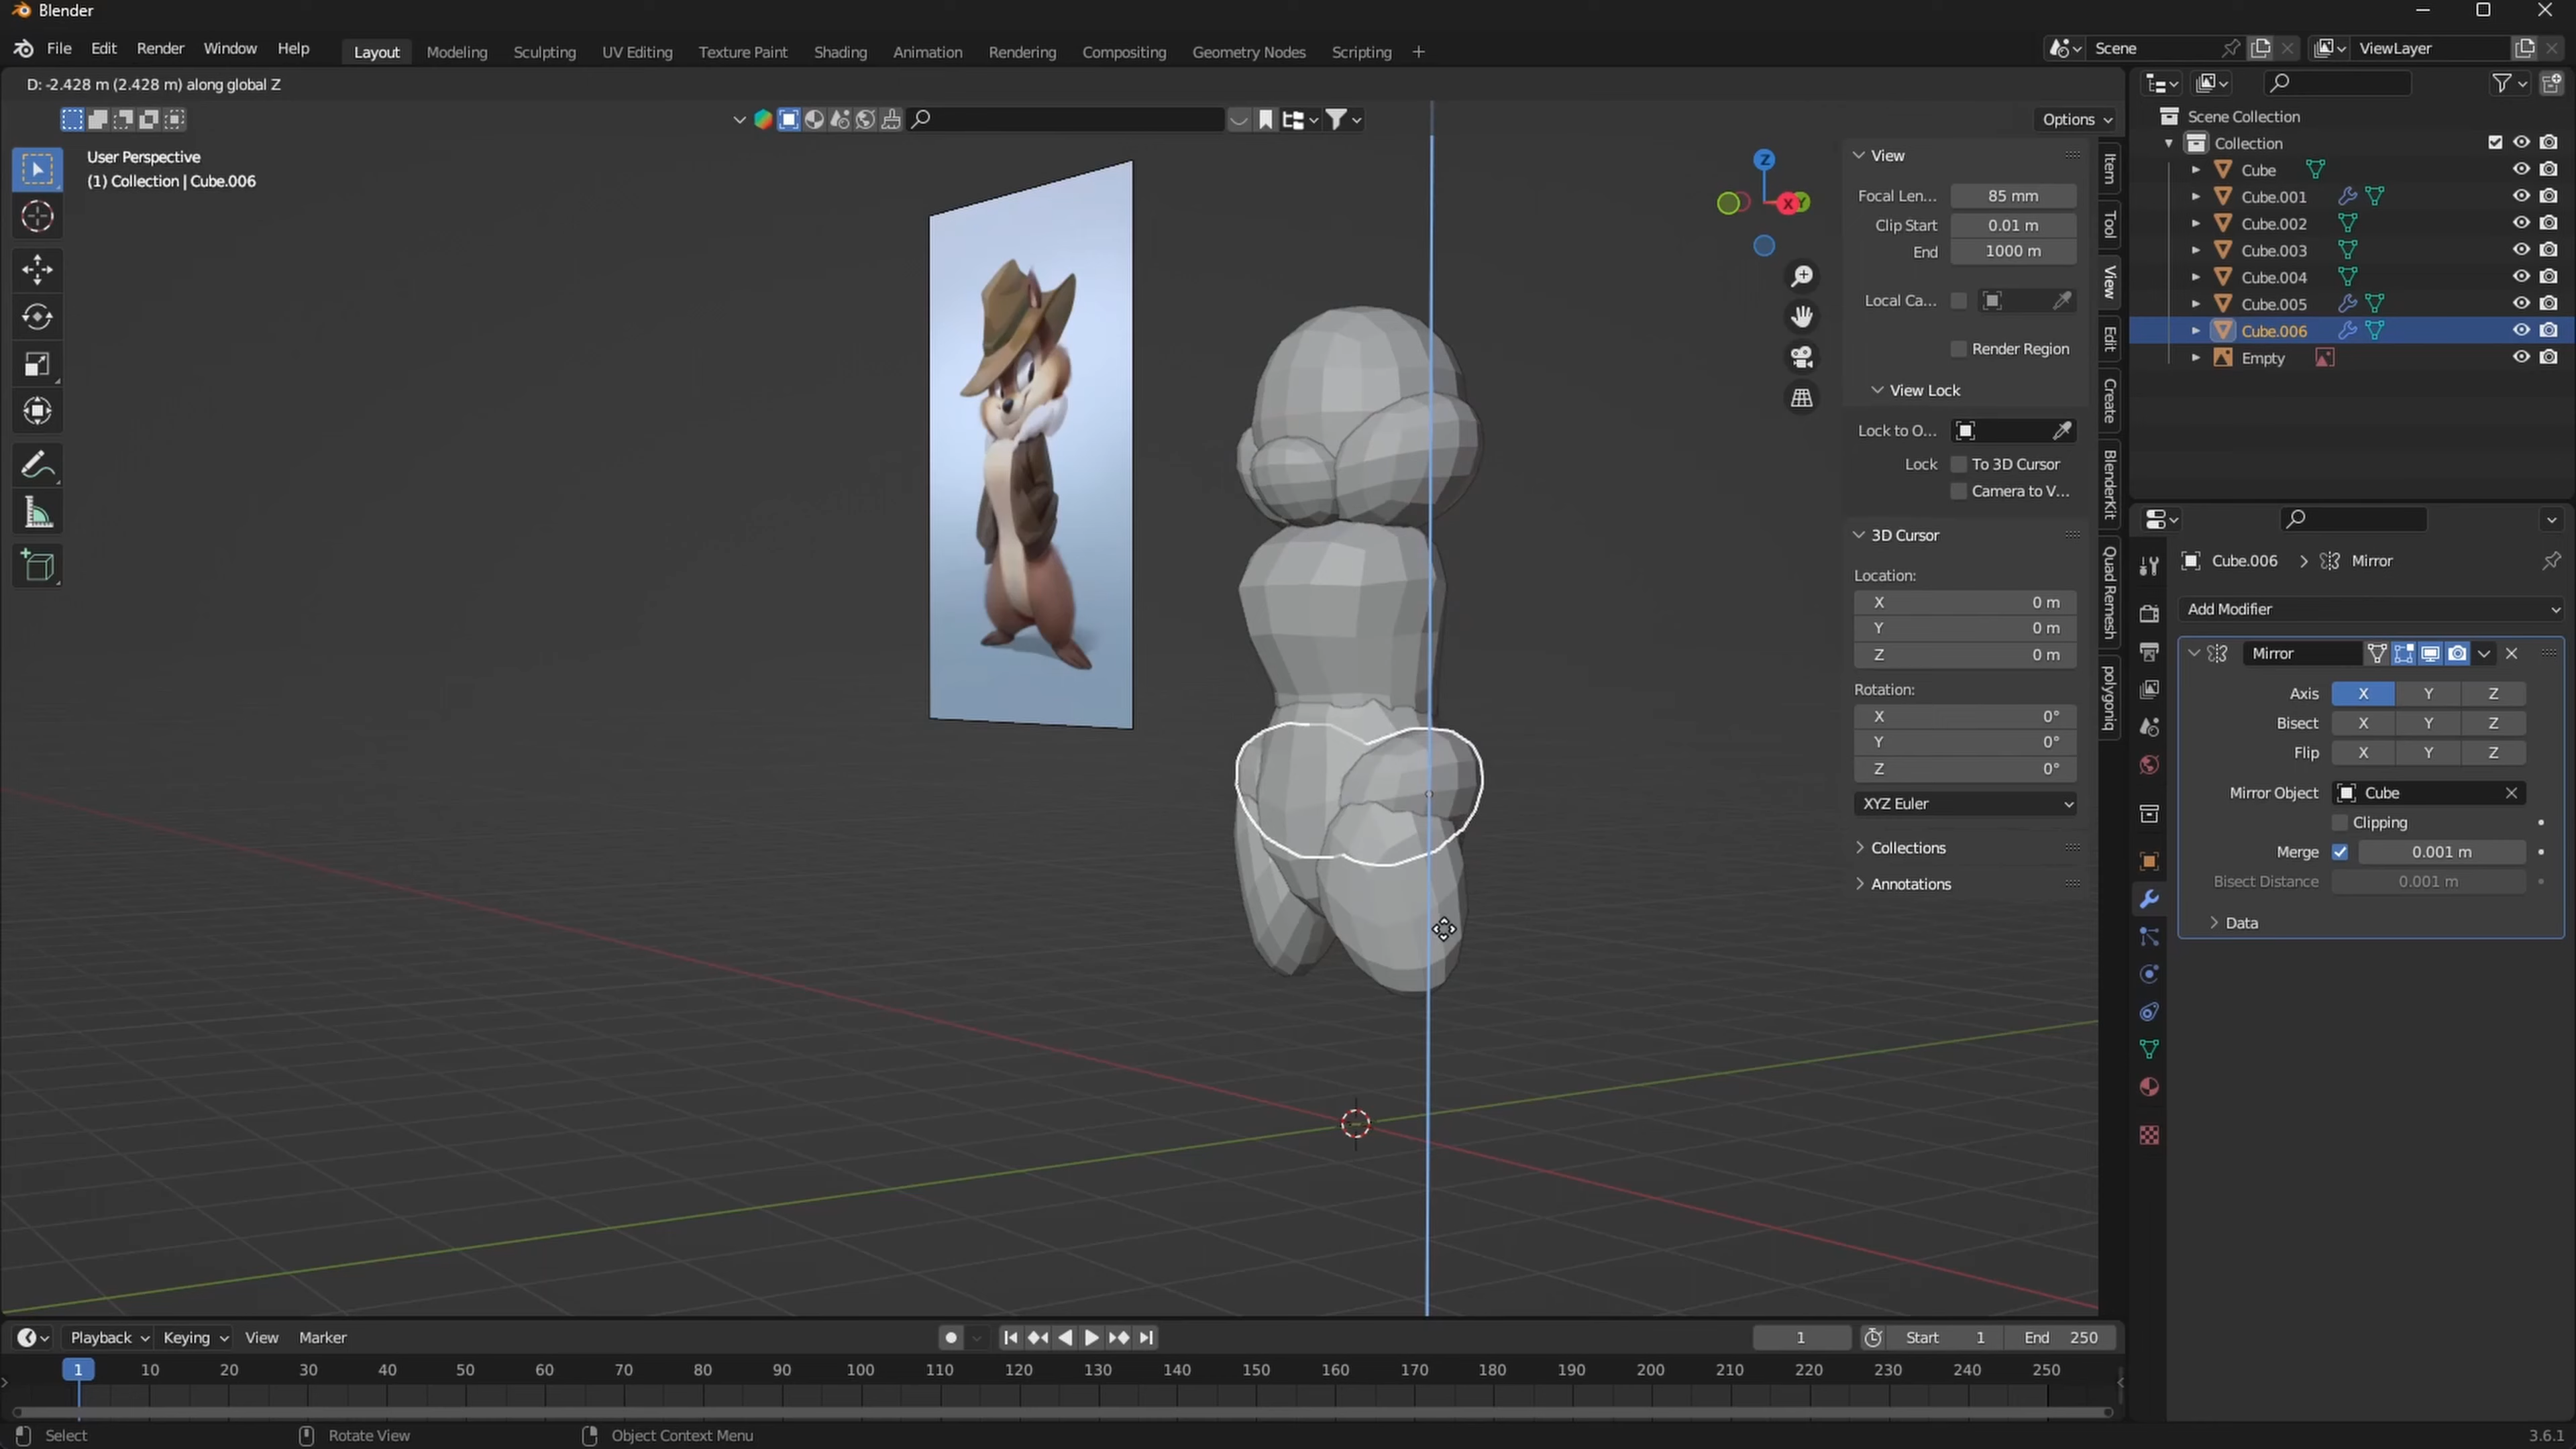 Blender
File Edit Render Window Help Layout Modeling Sculpting UV Editing Texture Paint Shading Animation Rendering Compositing Geometry Nodes Scripting + Scene ViewLayer
D: -2.428 m (2.428 m) along global Z
Options
User Perspective
(1) Collection | Cube.006
Z
X Y
View
Focal Len... 85 mm
Clip Start 0.01 m
End 1000 m
Local Ca...
Render Region
View Lock
Lock to O...
Lock To 3D Cursor
Camera to V...
3D Cursor
Location:
X 0 m
Y 0 m
Z 0 m
Rotation:
X 0°
Y 0°
Z 0°
XYZ Euler
Collections
Annotations
Item
Tool
View
Edit
Create
BlenderKit
Quad Remesh
polygoniq
Scene Collection
Collection
Cube
Cube.001
Cube.002
Cube.003
Cube.004
Cube.005
Cube.006
Empty
Cube.006 > Mirror
Add Modifier
Mirror
Axis X Y Z
Bisect X Y Z
Flip X Y Z
Mirror Object Cube
Clipping
Merge 0.001 m
Bisect Distance 0.001 m
Data
Playback Keying View Marker 1 Start 1 End 250
1 10 20 30 40 50 60 70 80 90 100 110 120 130 140 150 160 170 180 190 200 210 220 230 240 250
Select Rotate View Object Context Menu 3.6.1